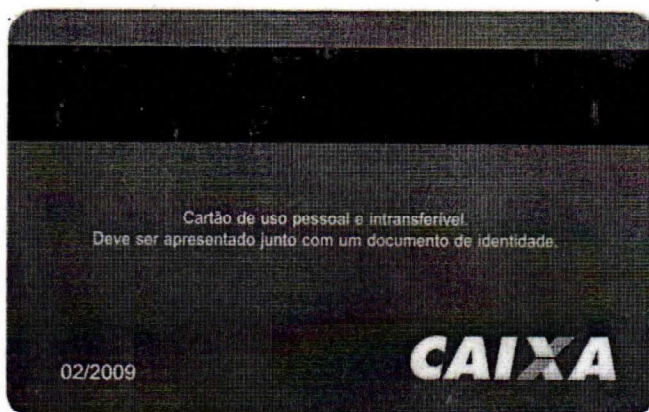 Cartão de uso pessoal e intransferível.
Deve ser apresentado junto com um documento de identidade.
02/2009
CAIXA